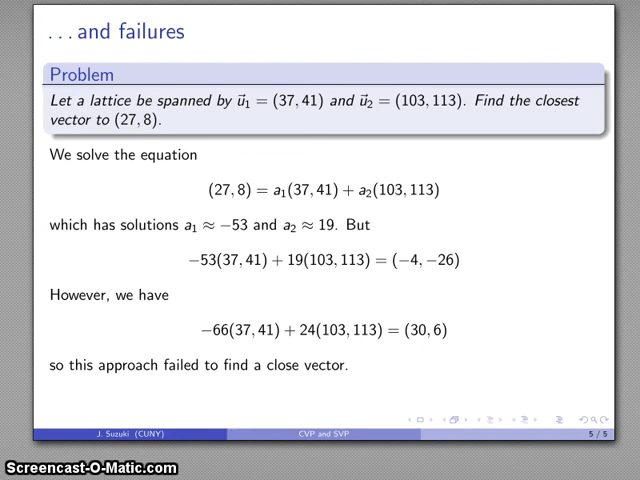 . . . and failures
Problem
Let a lattice be spanned by u⃗₁ = (37, 41) and u⃗₂ = (103, 113). Find the closest
vector to (27, 8).
We solve the equation
(27, 8) = a₁(37, 41) + a₂(103, 113)
which has solutions a₁ ≈ −53 and a₂ ≈ 19. But
−53(37, 41) + 19(103, 113) = (−4, −26)
However, we have
−66(37, 41) + 24(103, 113) = (30, 6)
so this approach failed to find a close vector.
J. Suzuki (CUNY) CVP and SVP 5 / 5
Screencast-O-Matic.com